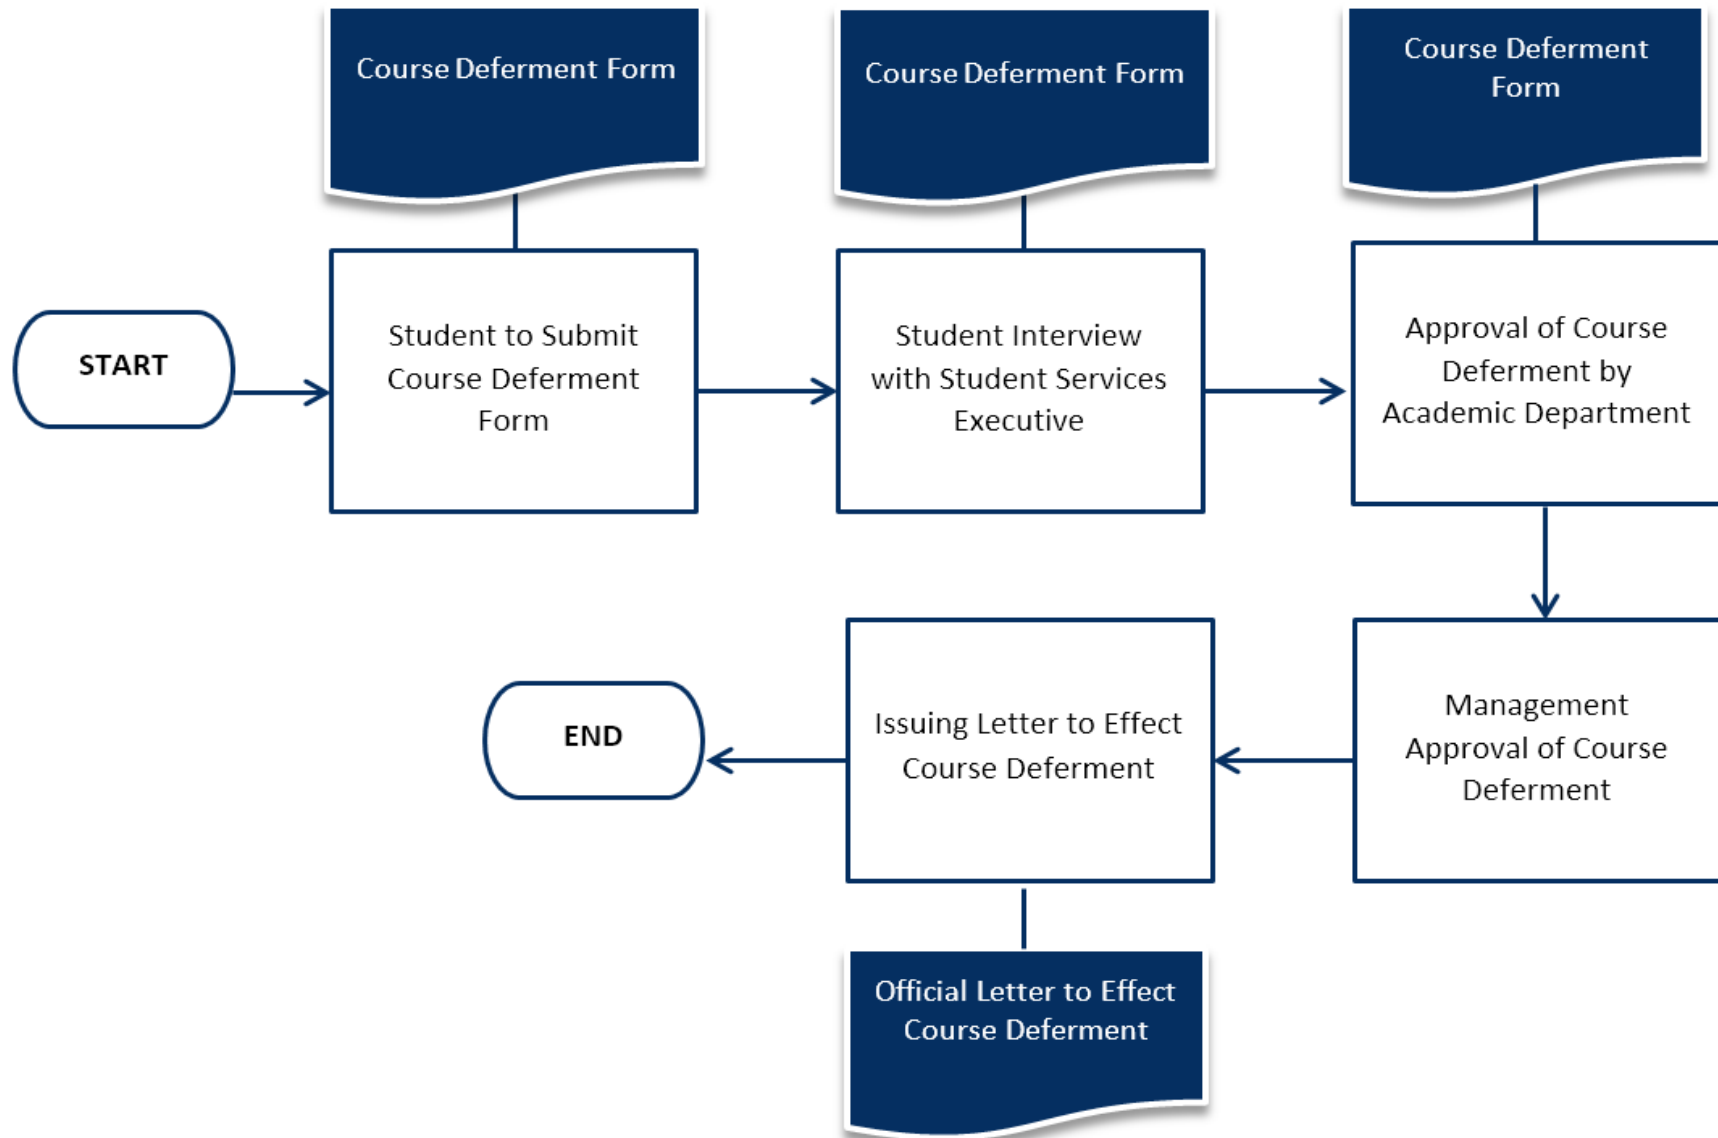 Course Deferment Form
Course Deferment Form
Course Deferment
Form
START
Student to Submit
Course Deferment
Form
Student Interview
with Student Services
Executive
Approval of Course
Deferment by
Academic Department
END
Issuing Letter to Effect
Course Deferment
Management
Approval of Course
Deferment
Official Letter to Effect
Course Deferment